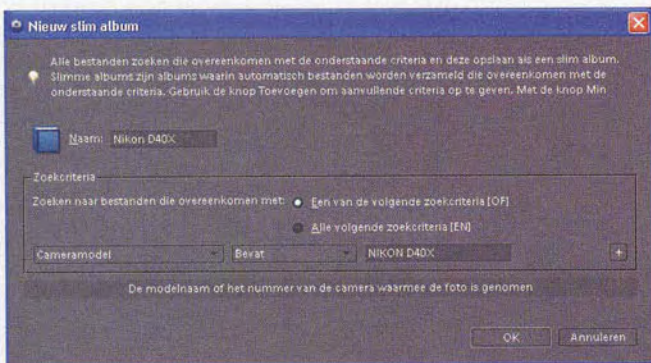 Nieuw slim album
Alle bestanden zoeken die overeenkomen met de onderstaande criteria en deze opslaan als een slim album.
Slimme albums zijn albums waarin automatisch bestanden worden verzameld die overeenkomen met de
onderstaande criteria. Gebruik de knop Toevoegen om aanvullende criteria op te geven. Met de knop Min
Naam: Nikon D40X
Zoekcriteria
Zoeken naar bestanden die overeenkomen met: Een van de volgende zoekcriteria [OF]
Alle volgende zoekcriteria [EN]
Cameramodel Bevat NIKON D40X +
De modelnaam of het nummer van de camera waarmee de foto is genomen
OK Annuleren